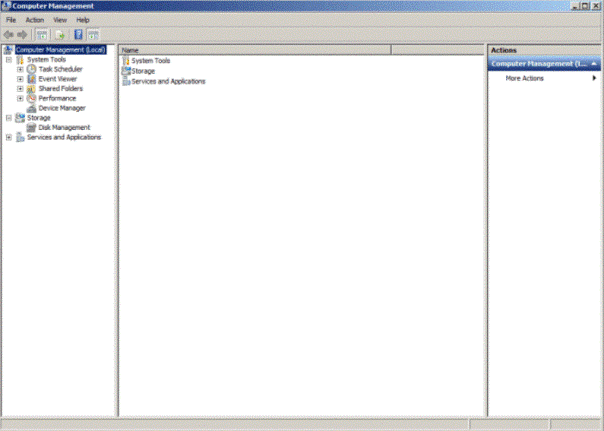 Computer Management
File Action View Help
Computer Management (Local)
System Tools
Task Scheduler
Event Viewer
Shared Folders
Performance
Device Manager
Storage
Disk Management
Services and Applications
Name
System Tools
Storage
Services and Applications
Actions
Computer Management (L...
More Actions